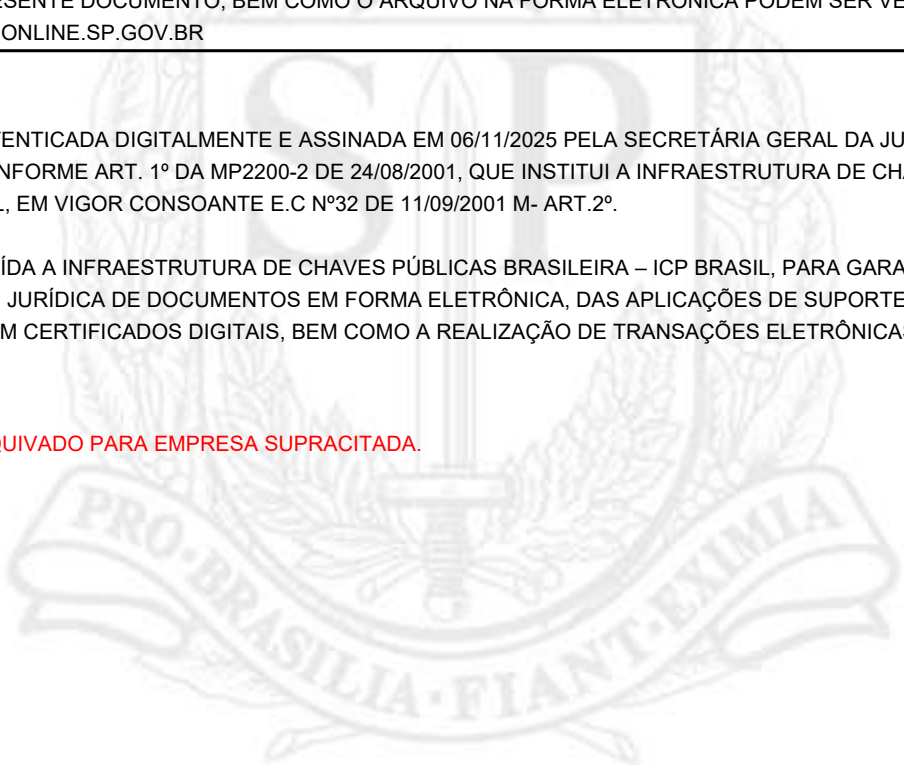 ESENTE DOCUMENTO, BEM COMO O ARQUIVO NA FORMA ELETRÔNICA PODEM SER VE
ONLINE.SP.GOV.BR
TENTICADA DIGITALMENTE E ASSINADA EM 06/11/2025 PELA SECRETÁRIA GERAL DA JU
NFORME ART. 1º DA MP2200-2 DE 24/08/2001, QUE INSTITUI A INFRAESTRUTURA DE CHA
L, EM VIGOR CONSOANTE E.C Nº32 DE 11/09/2001 M- ART.2º.
ÍDA A INFRAESTRUTURA DE CHAVES PÚBLICAS BRASILEIRA – ICP BRASIL, PARA GARA
JURÍDICA DE DOCUMENTOS EM FORMA ELETRÔNICA, DAS APLICAÇÕES DE SUPORTE
M CERTIFICADOS DIGITAIS, BEM COMO A REALIZAÇÃO DE TRANSAÇÕES ELETRÔNICAS
QUIVADO PARA EMPRESA SUPRACITADA.
SP
PRO·BRASILIA·FIANT·EXIMIA